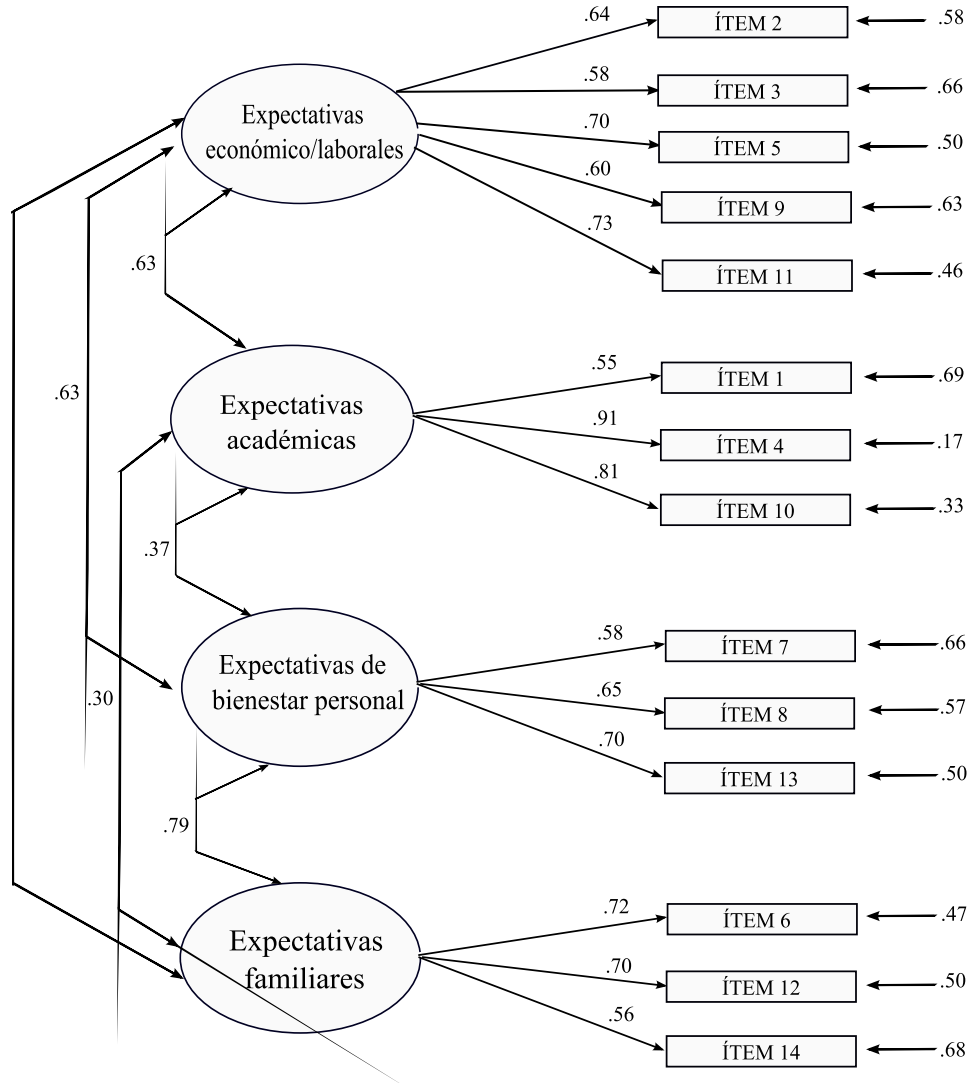 .64
ÍTEM 2
.58
.58
ÍTEM 3
.66
Expectativas
económico/laborales
.70
ÍTEM 5
.50
.60
ÍTEM 9
.63
.73
ÍTEM 11
.46
.63
.55
ÍTEM 1
.69
.63
Expectativas
académicas
.91
ÍTEM 4
.17
.81
ÍTEM 10
.33
.37
.58
ÍTEM 7
.66
Expectativas de
bienestar personal
.65
ÍTEM 8
.57
.30
.70
ÍTEM 13
.50
.79
.72
ÍTEM 6
.47
Expectativas
familiares
.70
ÍTEM 12
.50
.56
ÍTEM 14
.68